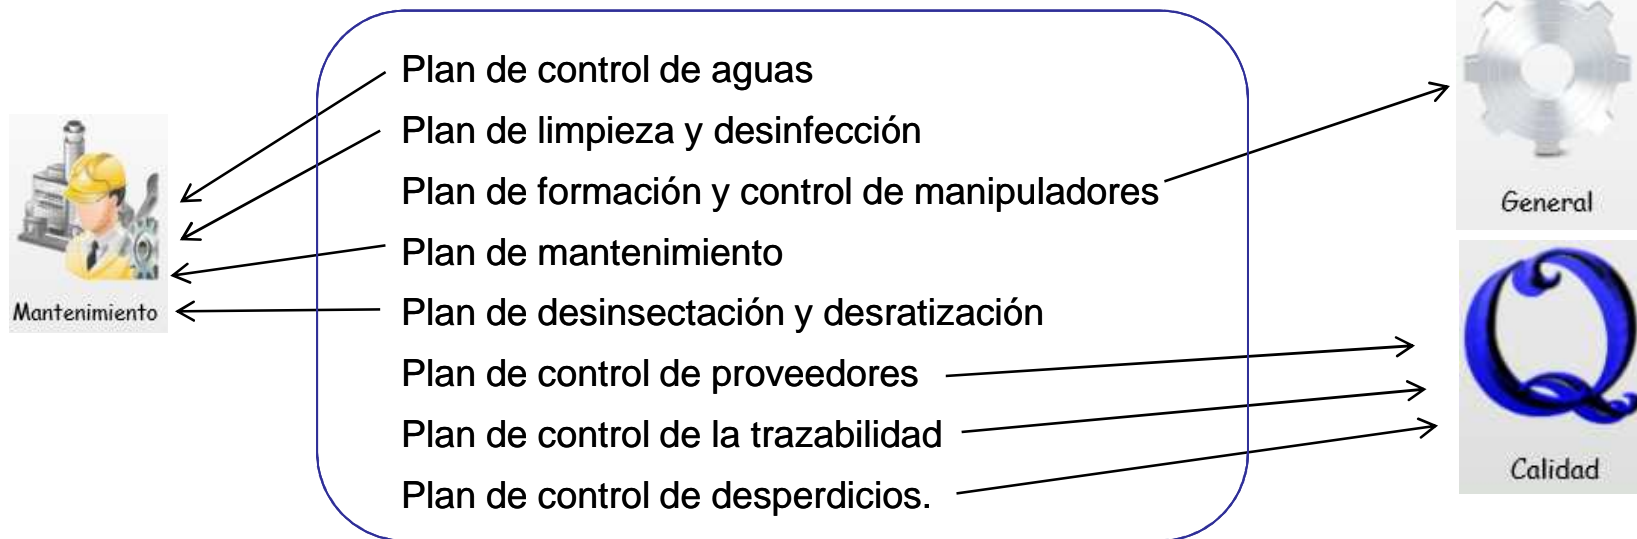 Plan de control de aguas
Plan de limpieza y desinfección
Plan de formación y control de manipuladores
Plan de mantenimiento
Plan de desinsectación y desratización
Plan de control de proveedores
Plan de control de la trazabilidad
Plan de control de desperdicios.
Mantenimiento
General
Calidad